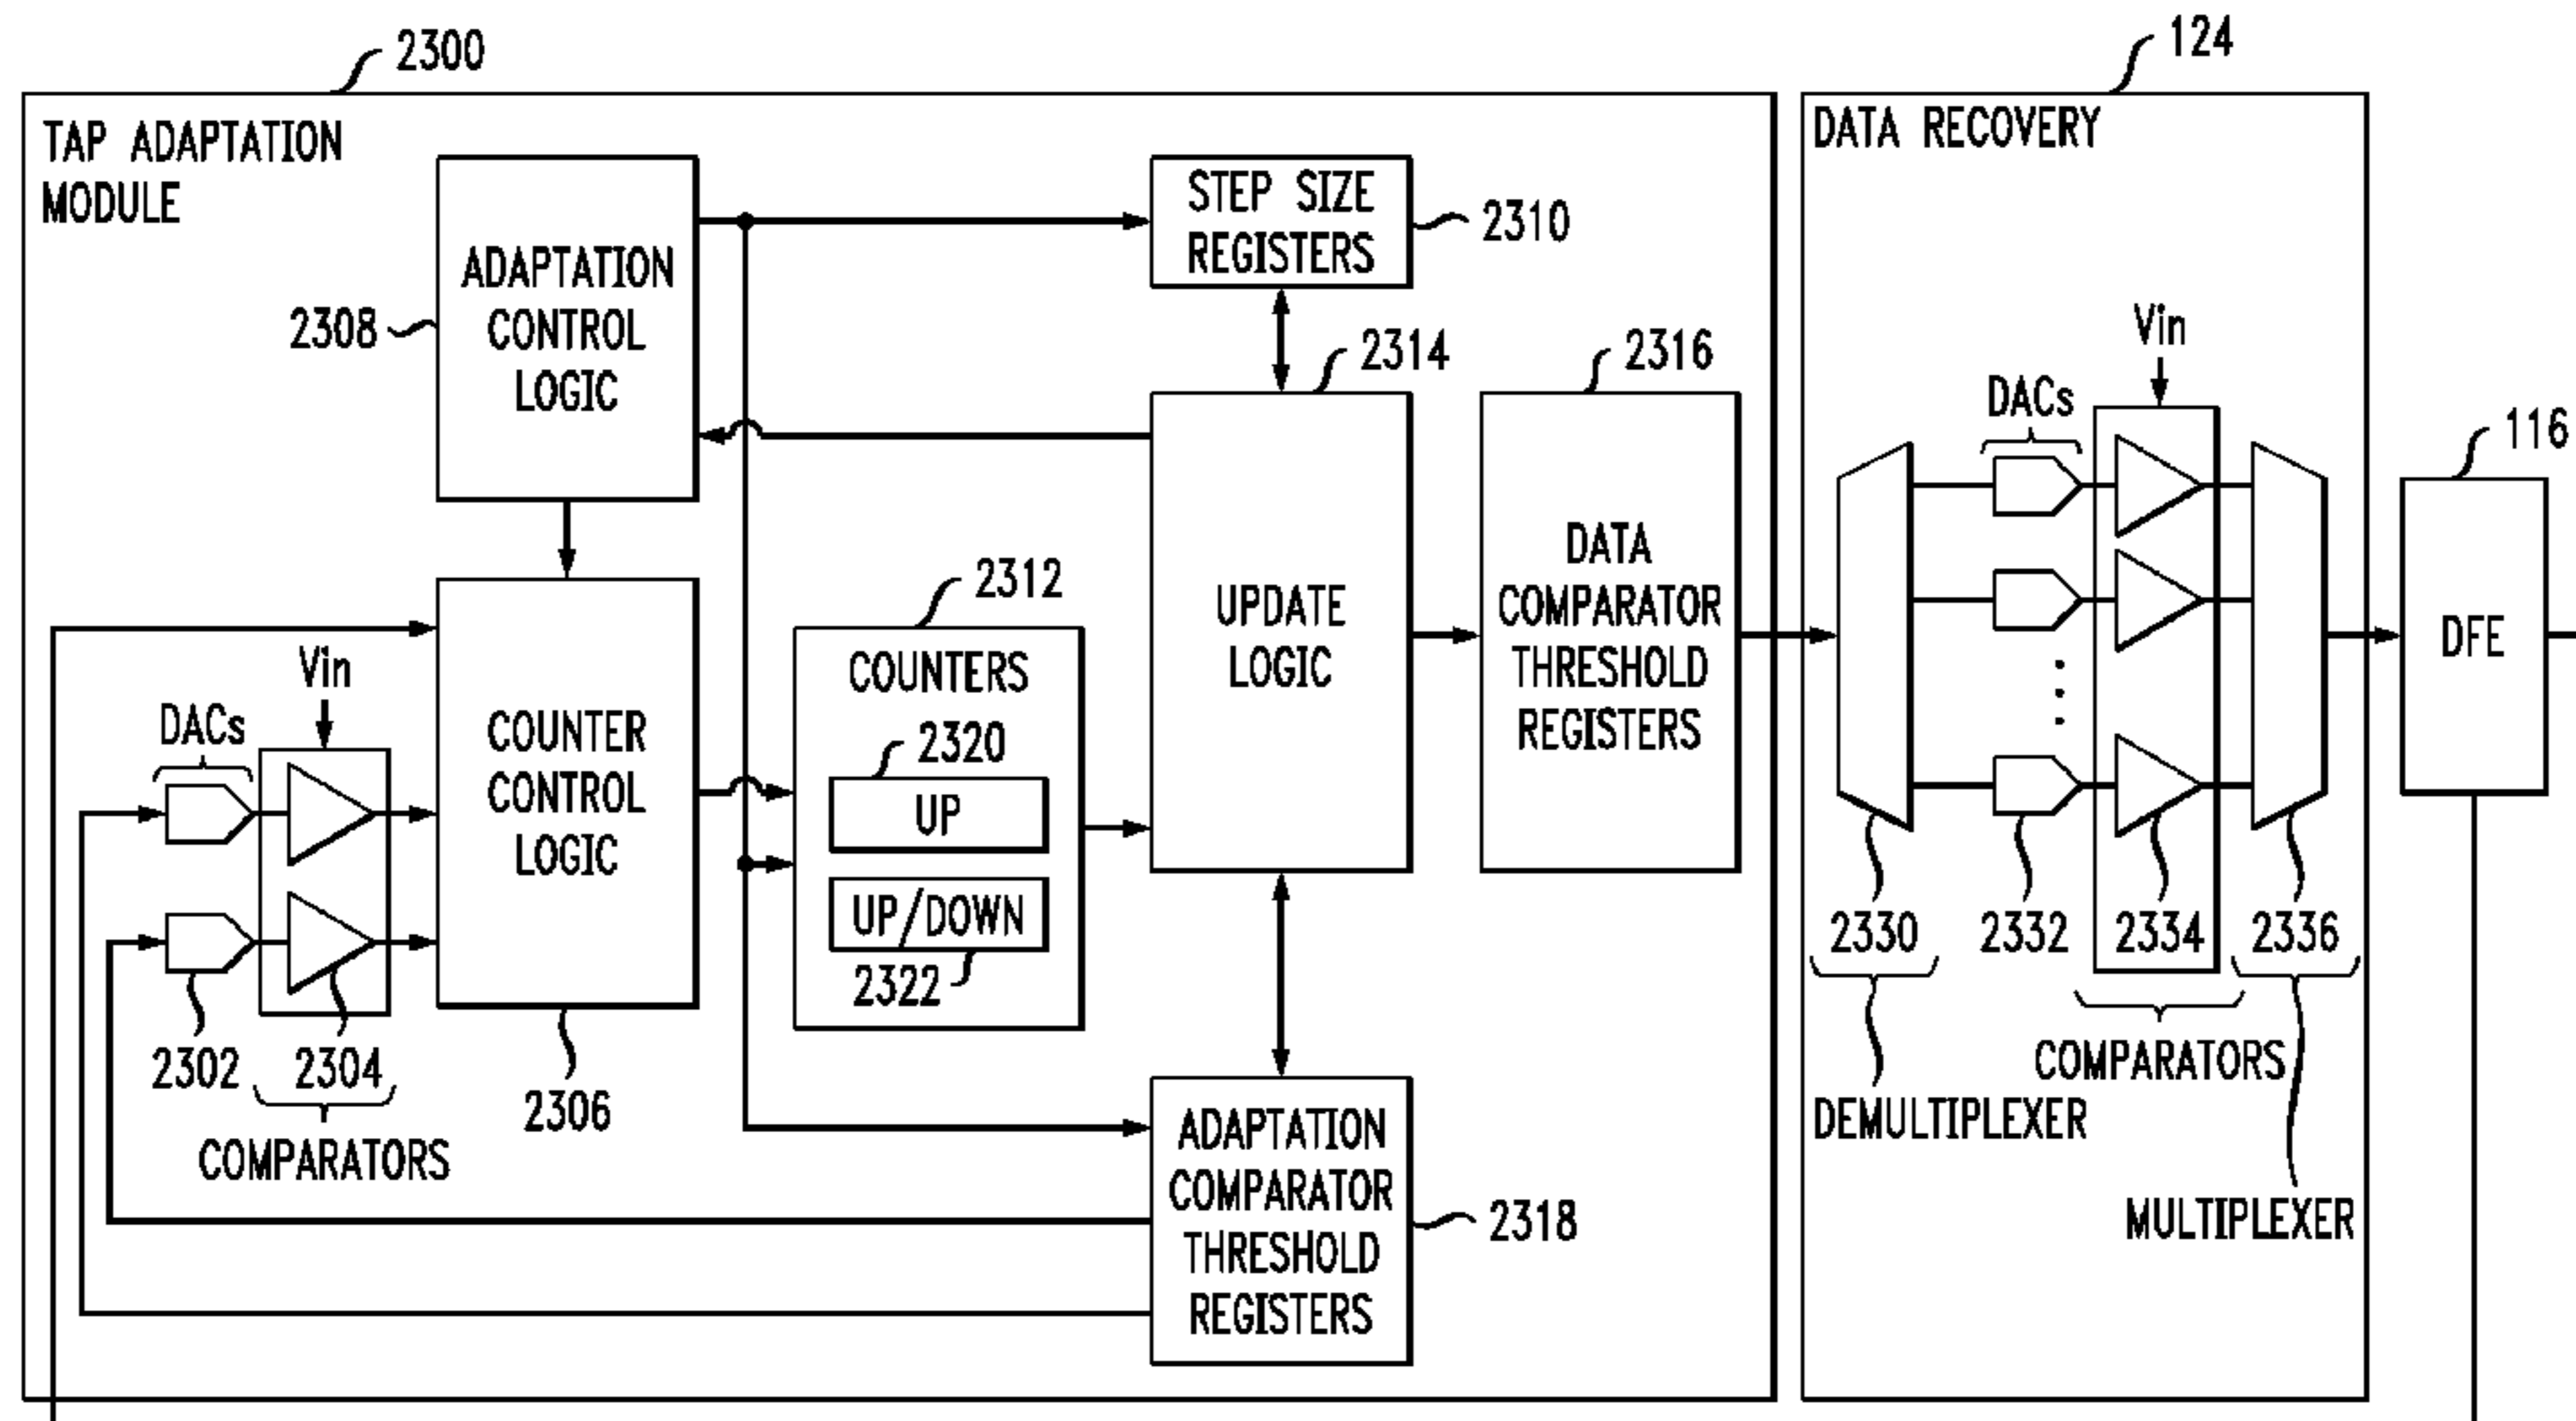 2300
124
TAP ADAPTATION
MODULE
DATA RECOVERY
STEP SIZE
REGISTERS
2310
ADAPTATION
CONTROL
LOGIC
2308
2314
2316
Vin
DACs
116
UPDATE
LOGIC
DATA
COMPARATOR
THRESHOLD
REGISTERS
DFE
2312
COUNTERS
2320
UP
UP/DOWN
2322
Vin
DACs
COUNTER
CONTROL
LOGIC
2330
2332
2334
2336
2302
2304
2306
COMPARATORS
COMPARATORS
DEMULTIPLEXER
MULTIPLEXER
ADAPTATION
COMPARATOR
THRESHOLD
REGISTERS
2318